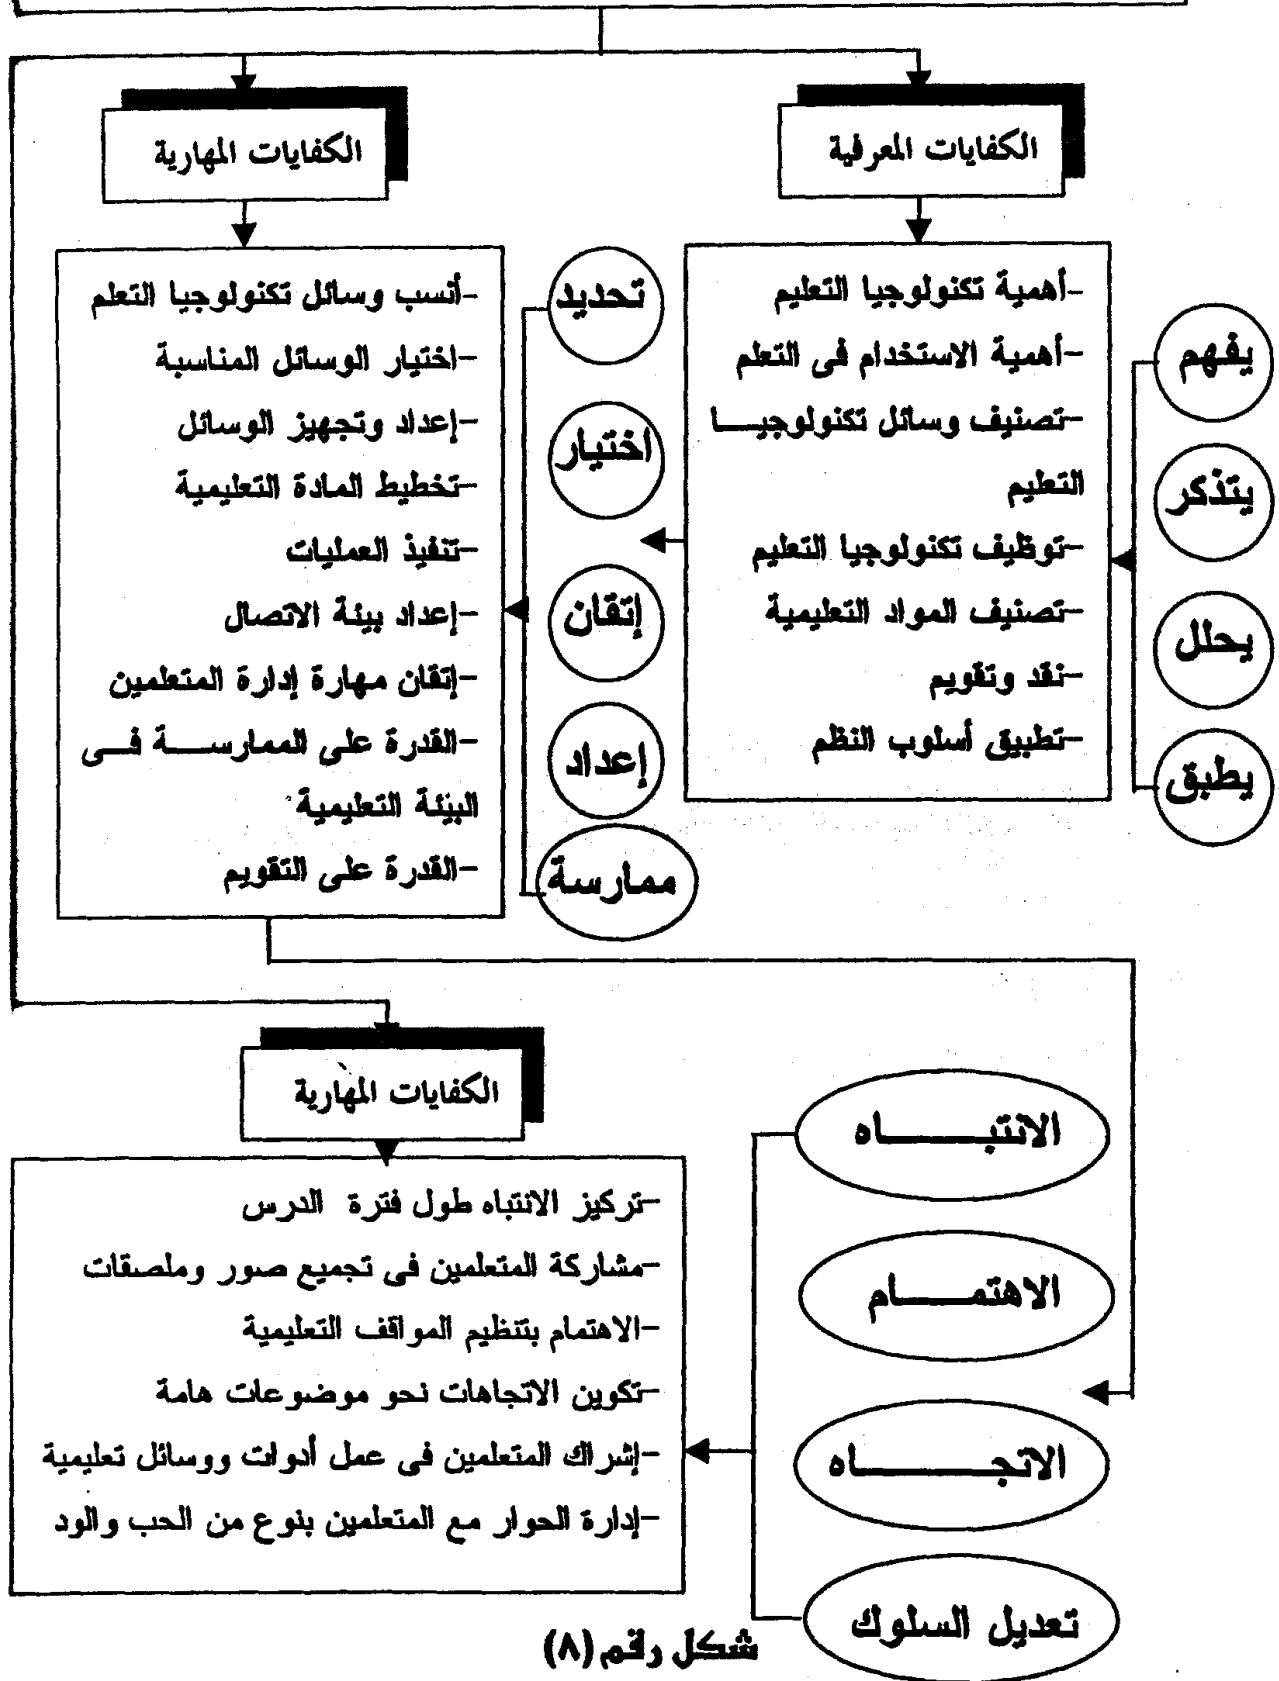 الكفايات المعرفية
الكفايات المهارية
يفهم
يتذكر
يحلل
يطبق
-أهمية تكنولوجيا التعليم
-أهمية الاستخدام فى التعلم
-تصنيف وسائل تكنولوجيا
التعليم
-توظيف تكنولوجيا التعليم
-تصنيف المواد التعليمية
-نقد وتقويم
-تطبيق أسلوب النظم
تحديد
اختيار
إتقان
إعداد
ممارسة
-أنسب وسائل تكنولوجيا التعلم
-اختيار الوسائل المناسبة
-إعداد وتجهيز الوسائل
-تخطيط المادة التعليمية
-تنفيذ العمليات
-إعداد بيئة الاتصال
-إتقان مهارة إدارة المتعلمين
-القدرة على الممارسة فى
البيئة التعليمية
-القدرة على التقويم
الكفايات المهارية
الانتباه
الاهتمام
الاتجاه
تعديل السلوك
-تركيز الانتباه طول فترة الدرس
-مشاركة المتعلمين فى تجميع صور وملصقات
-الاهتمام بتنظيم المواقف التعليمية
-تكوين الاتجاهات نحو موضوعات هامة
-إشراك المتعلمين فى عمل أدوات ووسائل تعليمية
-إدارة الحوار مع المتعلمين بنوع من الحب والود
شكل رقم (٨)